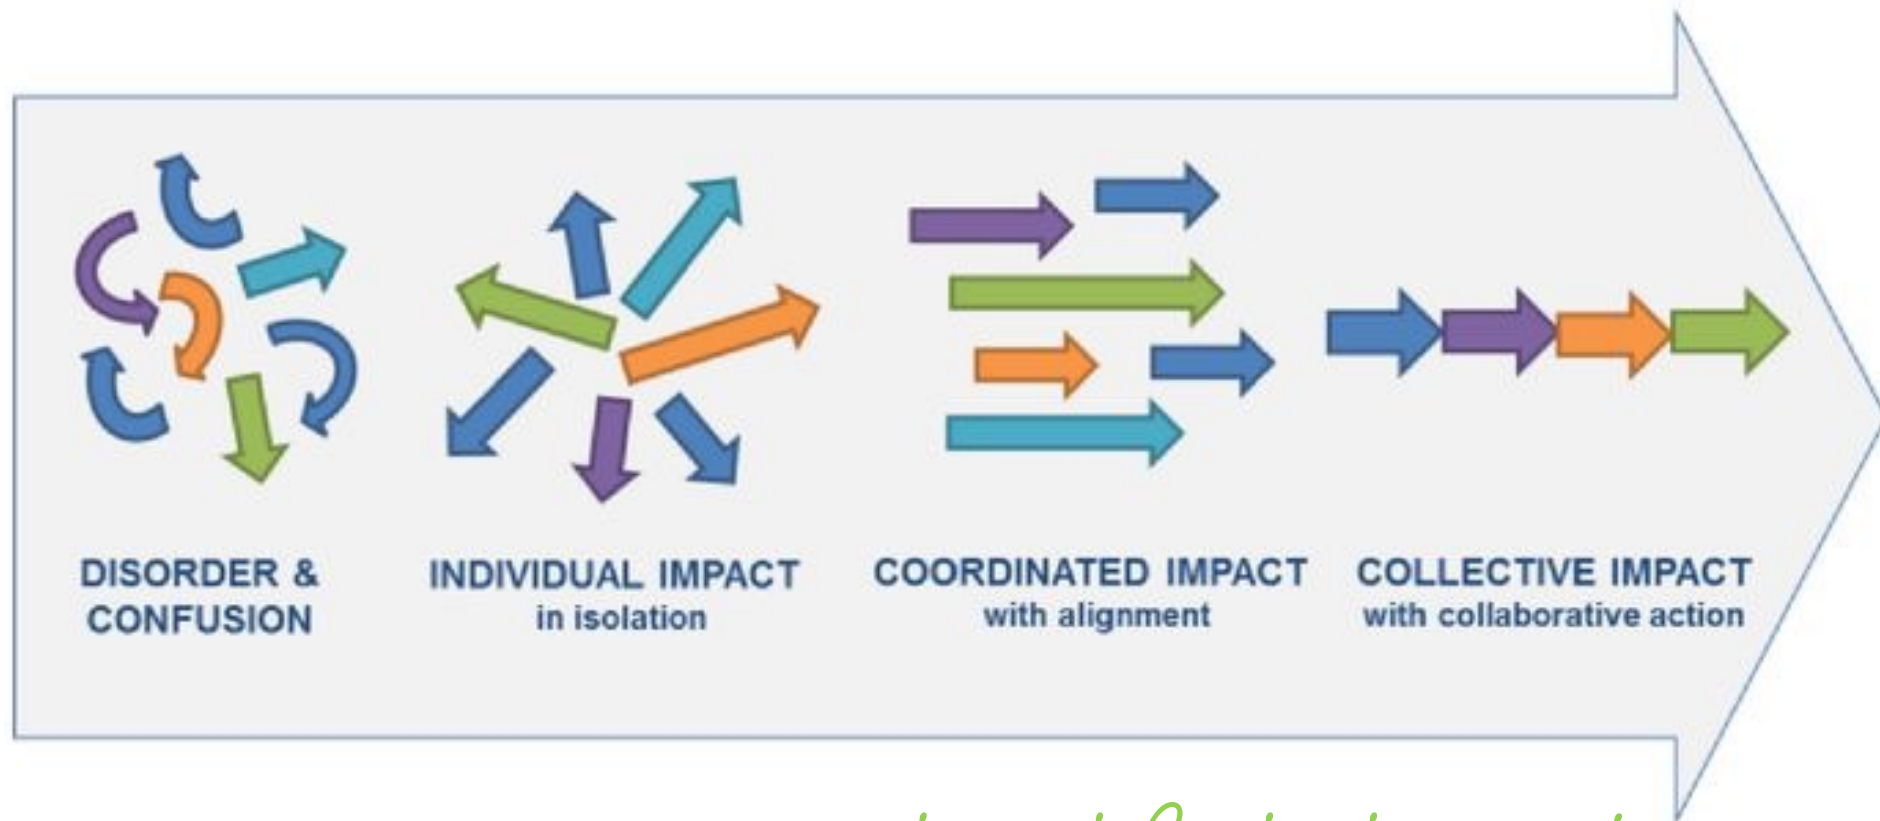 DISORDER &
CONFUSION
INDIVIDUAL IMPACT
in isolation
COORDINATED IMPACT
with alignment
COLLECTIVE IMPACT
with collaborative action